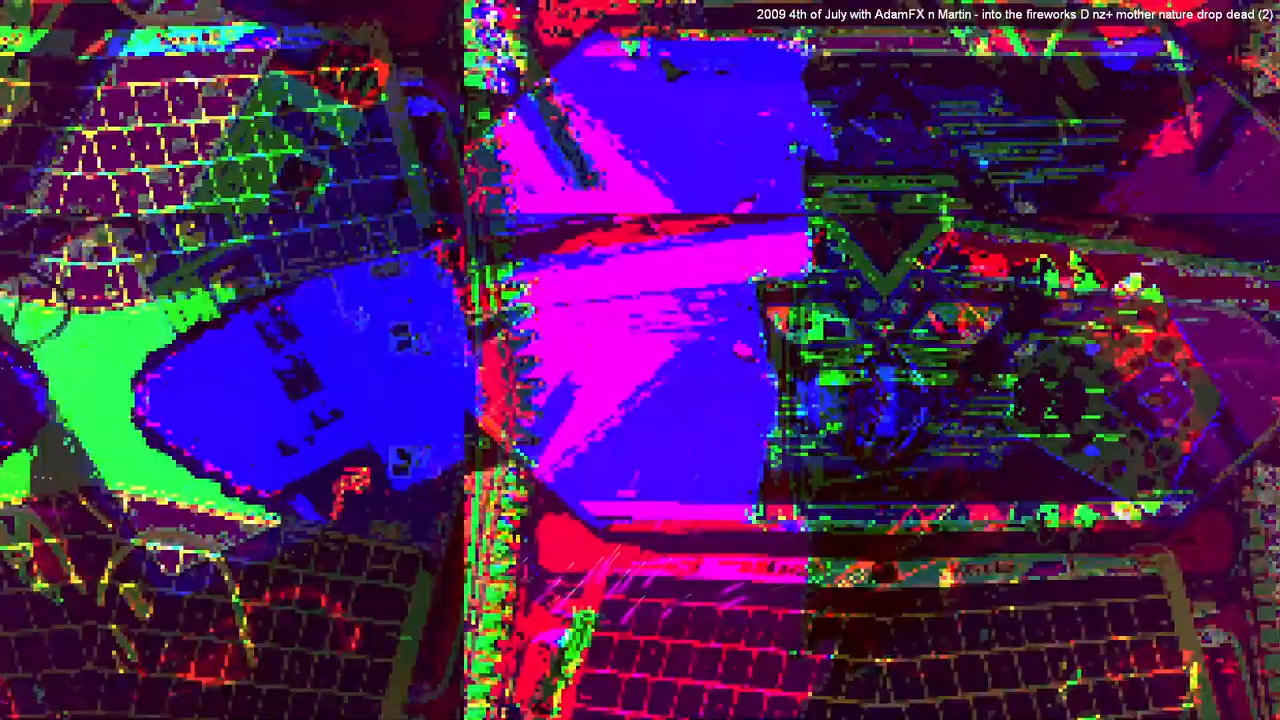 2009 4th of July with AdamFX n Martin - into the fireworks D nz+ mother nature drop dead (2)